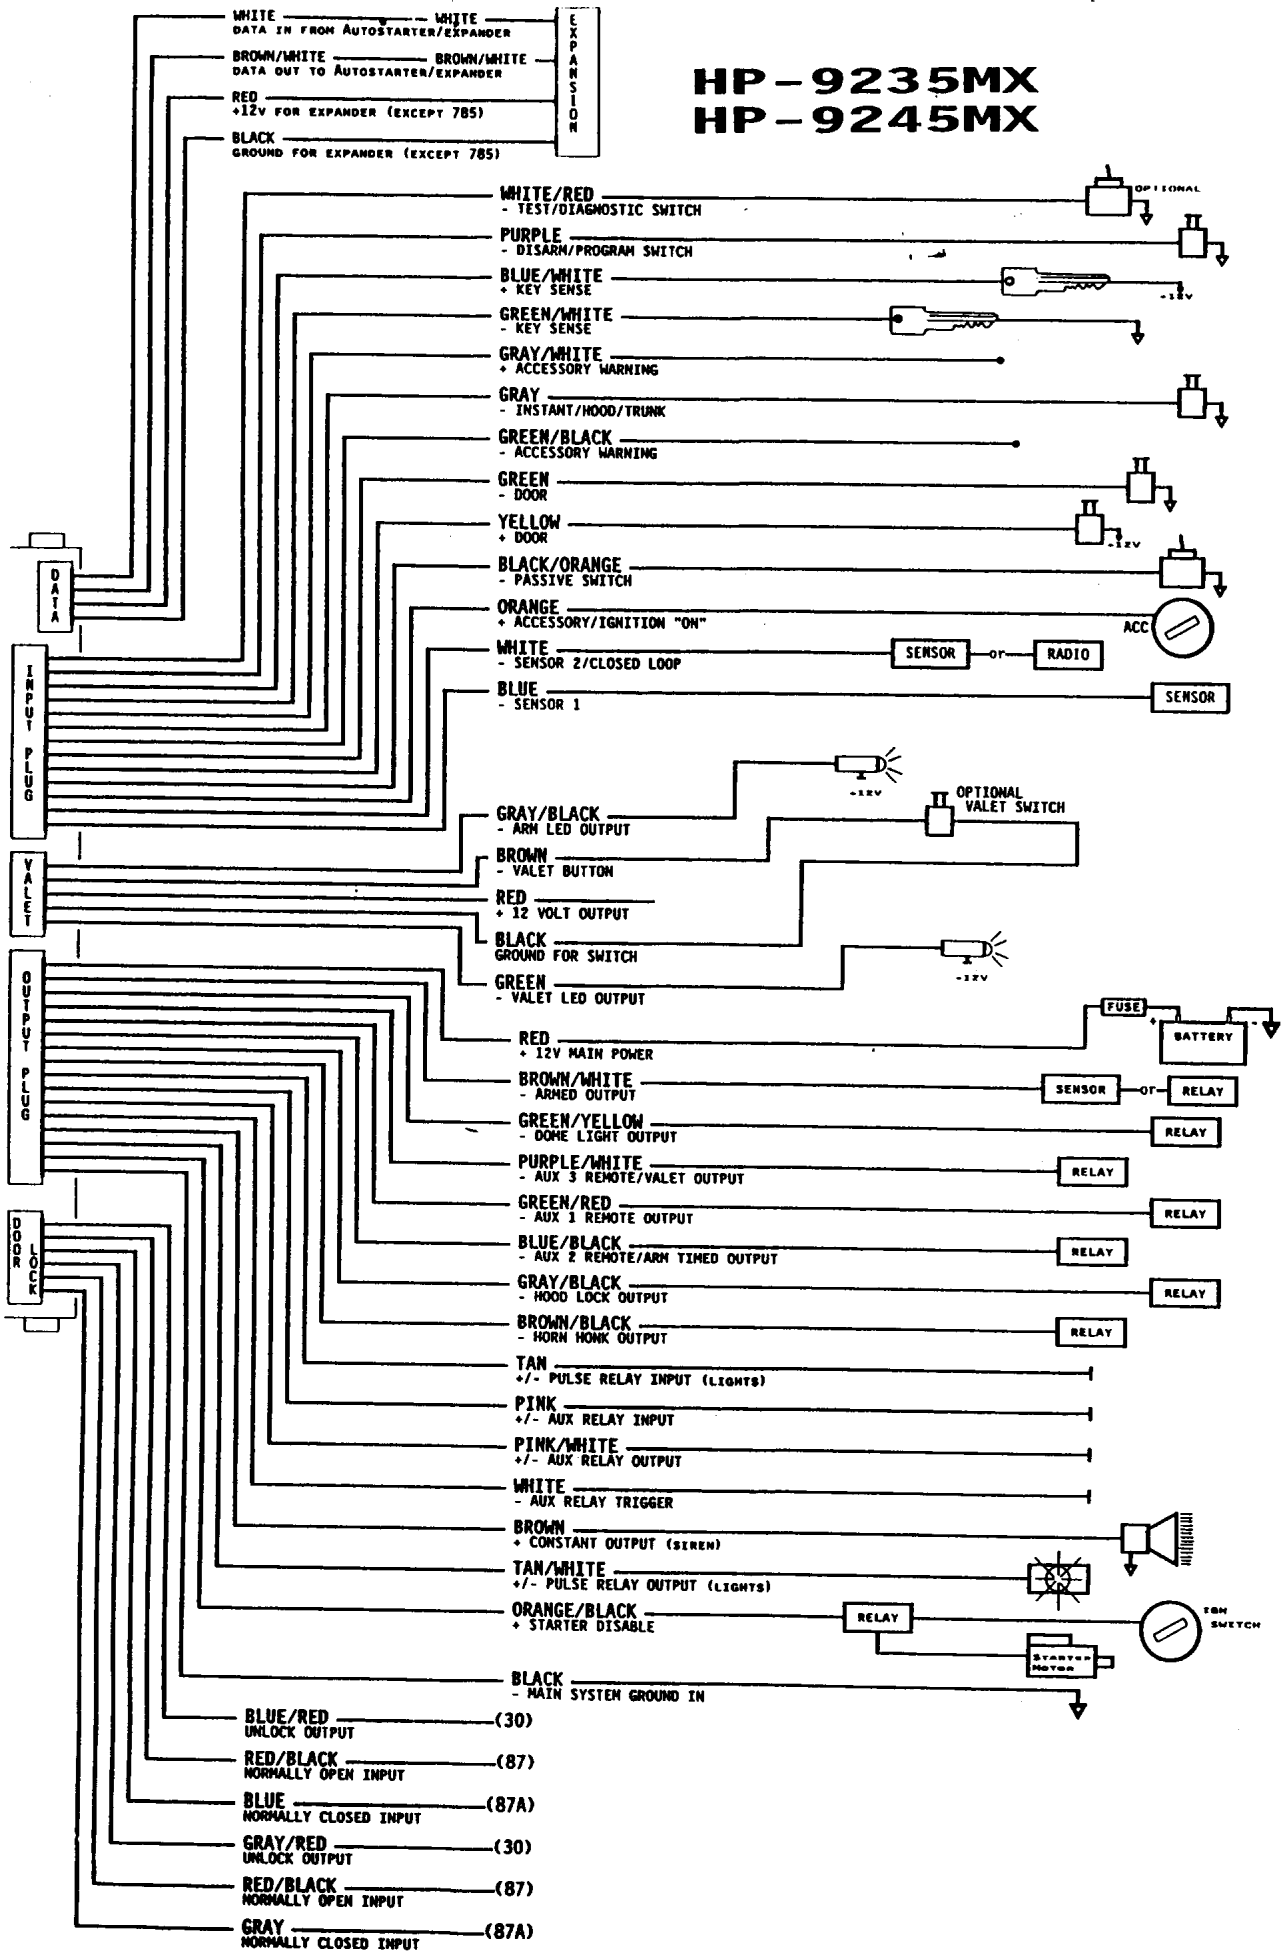 WHITE WHITE
DATA IN FROM AUTOSTARTER/EXPANDER
BROWN/WHITE BROWN/WHITE
DATA OUT TO AUTOSTARTER/EXPANDER
RED
+12V FOR EXPANDER (EXCEPT 785)
BLACK
GROUND FOR EXPANDER (EXCEPT 785)
EXPANSION
HP-9235MX
HP-9245MX
WHITE/RED
- TEST/DIAGNOSTIC SWITCH
OPTIONAL
PURPLE
- DISARM/PROGRAM SWITCH
BLUE/WHITE
+ KEY SENSE
-12V
GREEN/WHITE
- KEY SENSE
GRAY/WHITE
+ ACCESSORY WARNING
GRAY
- INSTANT/HOOD/TRUNK
GREEN/BLACK
- ACCESSORY WARNING
GREEN
- DOOR
YELLOW
+ DOOR
+12V
BLACK/ORANGE
- PASSIVE SWITCH
ORANGE
+ ACCESSORY/IGNITION "ON"
ACC
WHITE
- SENSOR 2/CLOSED LOOP
SENSOR or RADIO
BLUE
- SENSOR 1
SENSOR
DATA
INPUT PLUG
VALET
OUTPUT PLUG
DOOR LOCK
GRAY/BLACK
- ARM LED OUTPUT
+12V
BROWN
- VALET BUTTON
OPTIONAL
VALET SWITCH
RED
+ 12 VOLT OUTPUT
BLACK
GROUND FOR SWITCH
GREEN
- VALET LED OUTPUT
-12V
RED
+ 12V MAIN POWER
FUSE
+ -
BATTERY
BROWN/WHITE
- ARMED OUTPUT
SENSOR or RELAY
GREEN/YELLOW
- DOME LIGHT OUTPUT
RELAY
PURPLE/WHITE
- AUX 3 REMOTE/VALET OUTPUT
RELAY
GREEN/RED
- AUX 1 REMOTE OUTPUT
RELAY
BLUE/BLACK
- AUX 2 REMOTE/ARM TIMED OUTPUT
RELAY
GRAY/BLACK
- HOOD LOCK OUTPUT
RELAY
BROWN/BLACK
- HORN HONK OUTPUT
RELAY
TAN
+/- PULSE RELAY INPUT (LIGHTS)
PINK
+/- AUX RELAY INPUT
PINK/WHITE
+/- AUX RELAY OUTPUT
WHITE
- AUX RELAY TRIGGER
BROWN
+ CONSTANT OUTPUT (SIREN)
TAN/WHITE
+/- PULSE RELAY OUTPUT (LIGHTS)
ORANGE/BLACK
+ STARTER DISABLE
RELAY
IGN
SWITCH
STARTER
MOTOR
BLACK
- MAIN SYSTEM GROUND IN
BLUE/RED (30)
UNLOCK OUTPUT
RED/BLACK (87)
NORMALLY OPEN INPUT
BLUE (87A)
NORMALLY CLOSED INPUT
GRAY/RED (30)
UNLOCK OUTPUT
RED/BLACK (87)
NORMALLY OPEN INPUT
GRAY (87A)
NORMALLY CLOSED INPUT